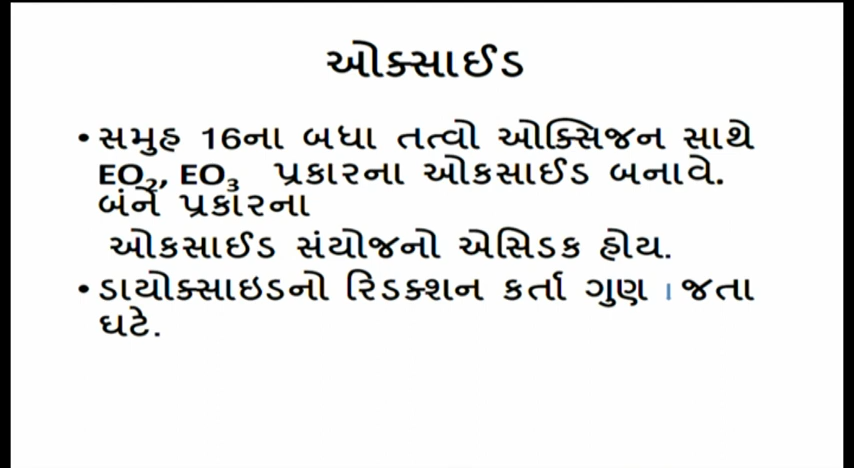 ઓક્સાઈડ
• સમુહ 16ના બધા તત્વો ઓક્સિજન સાથે
EO₂, EO₃ પ્રકારના ઓકસાઈડ બનાવે.
બંને પ્રકારના
ઓકસાઈડ સંયોજનો એસિડક હોય.
• ડાયોક્સાઇડનો રિડક્શન કર્તા ગુણ । જતા
ઘટે.